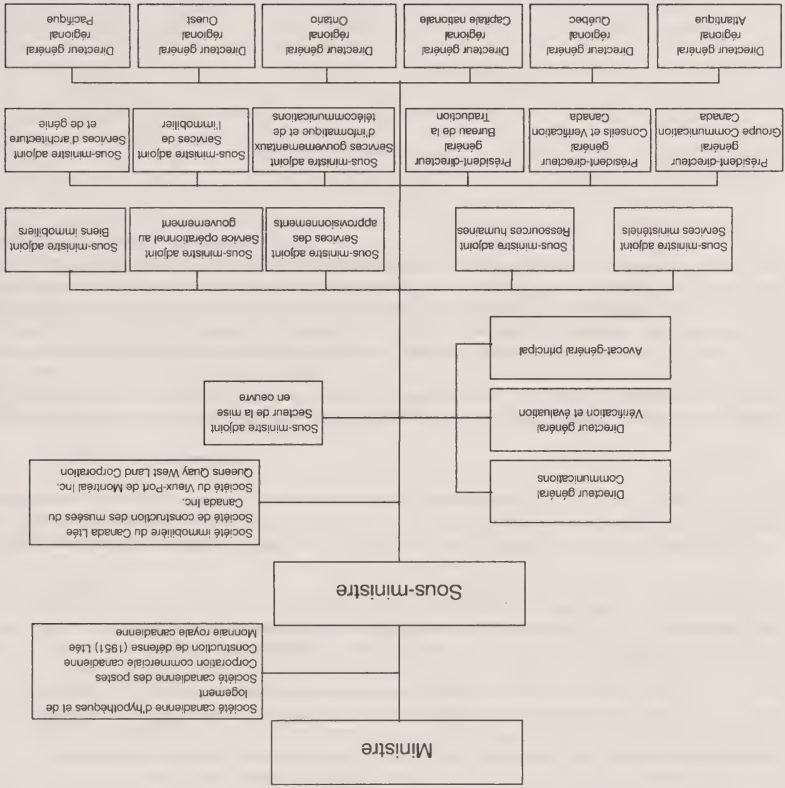 Ministre
Société canadienne d'hypothèques et de
logement
Société canadienne des postes
Corporation commerciale canadienne
Construction de défense (1951) Ltée
Monnaie royale canadienne
Sous-ministre
Société immobilière du Canada Ltée
Société de construction des musées du
Canada Inc.
Société du Vieux-Port de Montréal Inc.
Queens Quay West Land Corporation
Directeur général
Communications
Directeur général
Vérification et évaluation
Avocat-général principal
Sous-ministre adjoint
Secteur de la mise
en oeuvre
Sous-ministre adjoint
Services ministériels
Sous-ministre adjoint
Ressources humaines
Sous-ministre adjoint
Services des
approvisionnements
Sous-ministre adjoint
Service opérationnel au
gouvernement
Sous-ministre adjoint
Biens immobiliers
Président-directeur
général
Groupe Communication
Canada
Président-directeur
général
Conseils et Vérification
Canada
Président-directeur
général
Bureau de la
Traduction
Sous-ministre adjoint
Services gouvernementaux
d'informatique et de
télécommunications
Sous-ministre adjoint
Services de
l'immobilier
Sous-ministre adjoint
Services d'architecture
et de génie
Directeur général
régional
Atlantique
Directeur général
régional
Québec
Directeur général
régional
Capitale nationale
Directeur général
régional
Ontario
Directeur général
régional
Ouest
Directeur général
régional
Pacifique